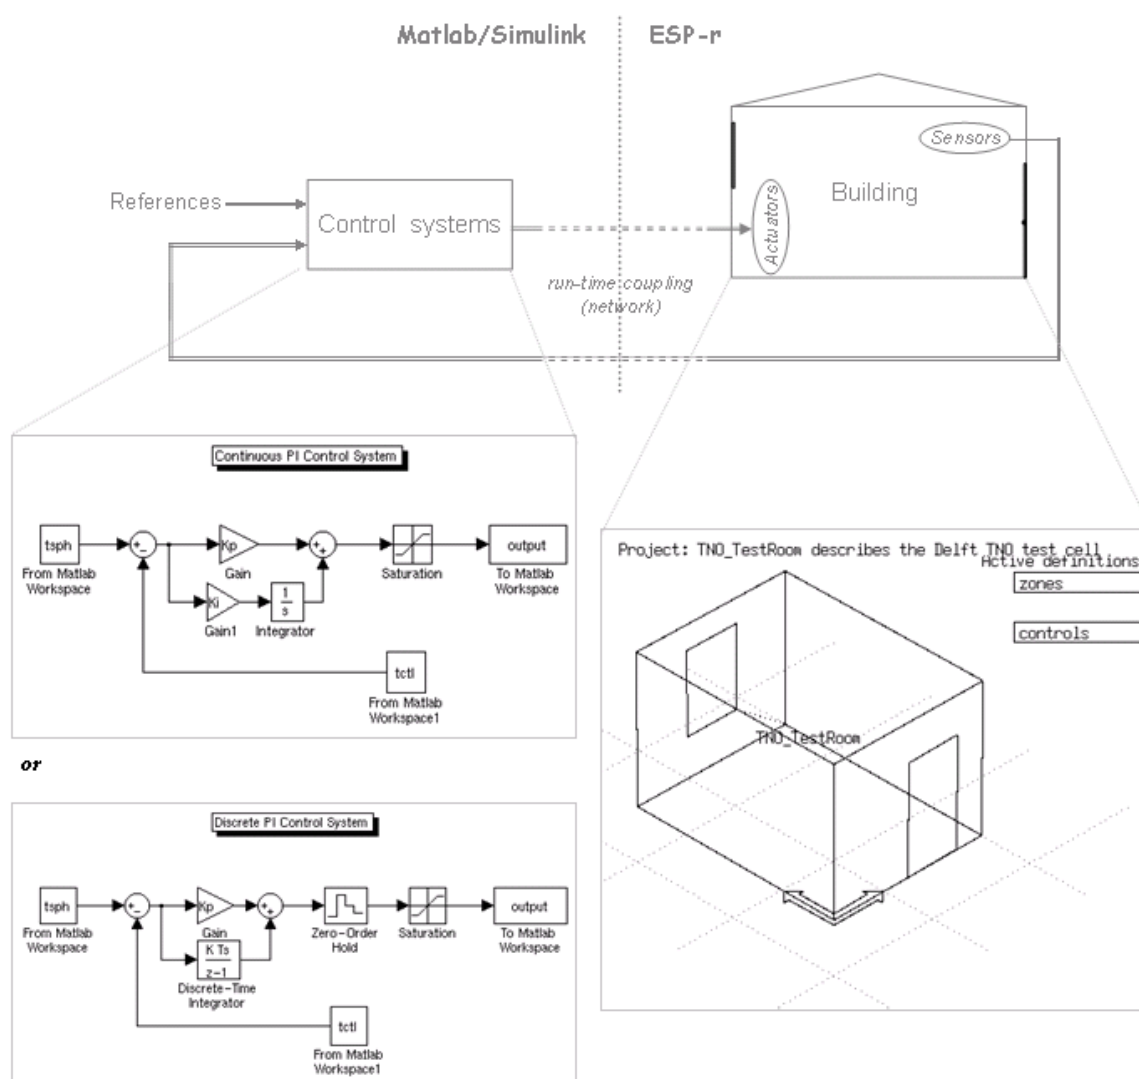 Matlab/Simulink
ESP-r
Sensors
References
Control systems
Actuators
Building
run-time coupling
(network)
Continuous PI Control System
tsph
From Matlab
Workspace
+
-
Kp
Gain
Ki
Gain1
1
s
Integrator
+
+
Saturation
output
To Matlab
Workspace
tctl
From Matlab
Workspace1
or
Discrete PI Control System
tsph
From Matlab
Workspace
+
-
Kp
Gain
K Ts
z-1
Discrete-Time
Integrator
+
+
Zero-Order
Hold
Saturation
output
To Matlab
Workspace
tctl
From Matlab
Workspace1
Project: TNO_TestRoom describes the Delft TNO test cell
Active definitions
zones
controls
TNO_TestRoom